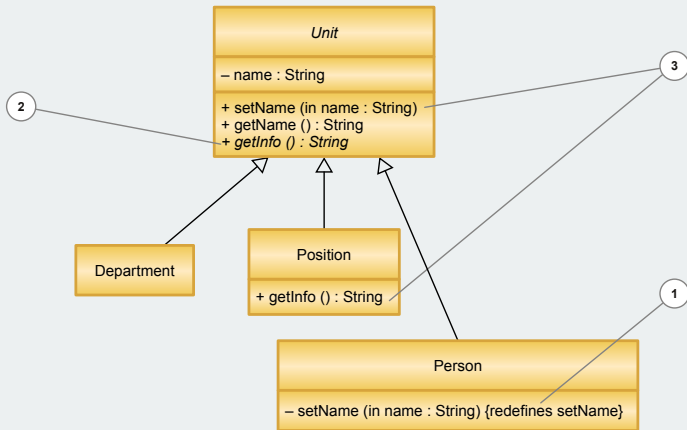 Unit
– name : String
+ setName (in name : String)
+ getName () : String
+ getInfo () : String
2
3
Department
Position
+ getInfo () : String
1
Person
– setName (in name : String) {redefines setName}